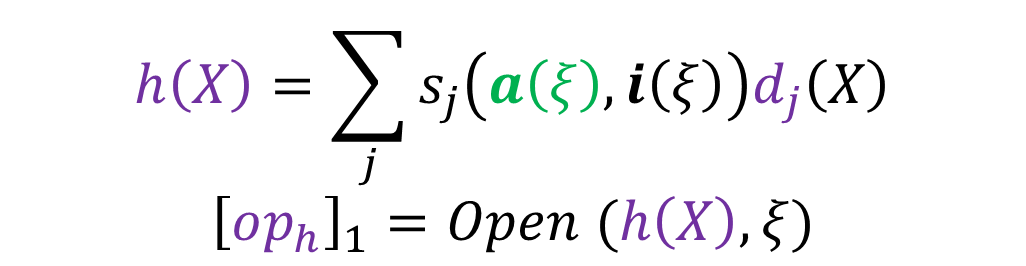 h(X) = ∑_j s_j(a(ξ), i(ξ))d_j(X)
[op_h]_1 = Open (h(X), ξ)